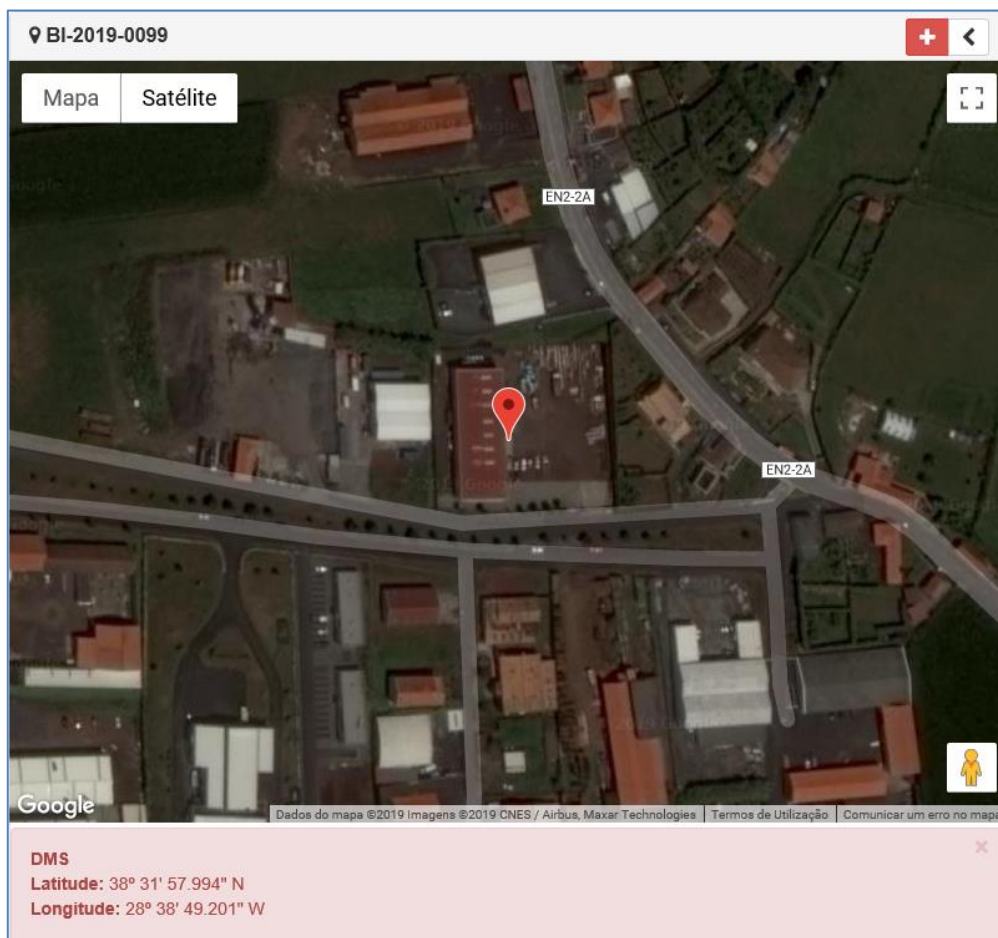 BI-2019-0099
Mapa Satélite
EN2-2A
EN2-2A
Google
Dados do mapa ©2019 Imagens ©2019 CNES / Airbus, Maxar Technologies Termos de Utilização Comunicar um erro no mapa
DMS
Latitude: 38º 31' 57.994" N
Longitude: 28º 38' 49.201" W